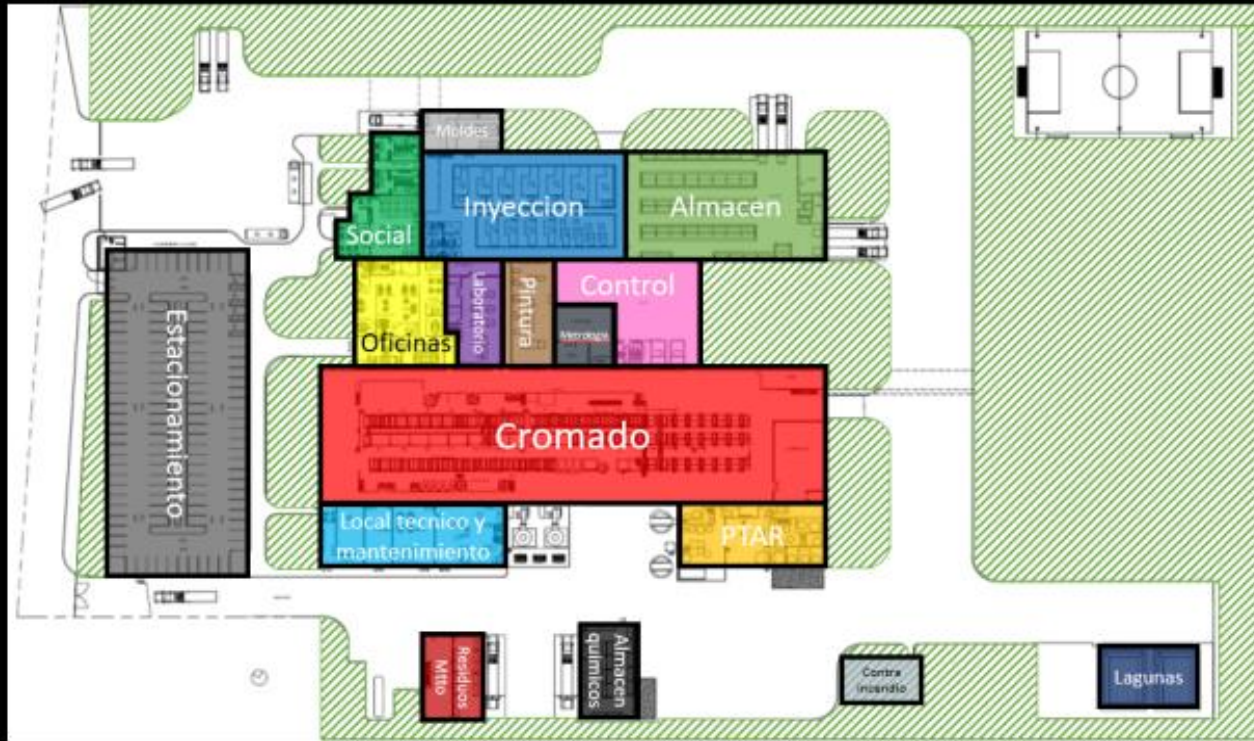 Moldes
Inyeccion
Almacen
Social
Control
Laboratorio
Pintura
Metrologia
Oficinas
Estacionamiento
Cromado
Local tecnico y
mantenimiento
PTAR
Residuos
Mtto
Almacen
quimicos
Contra
incendio
Lagunas